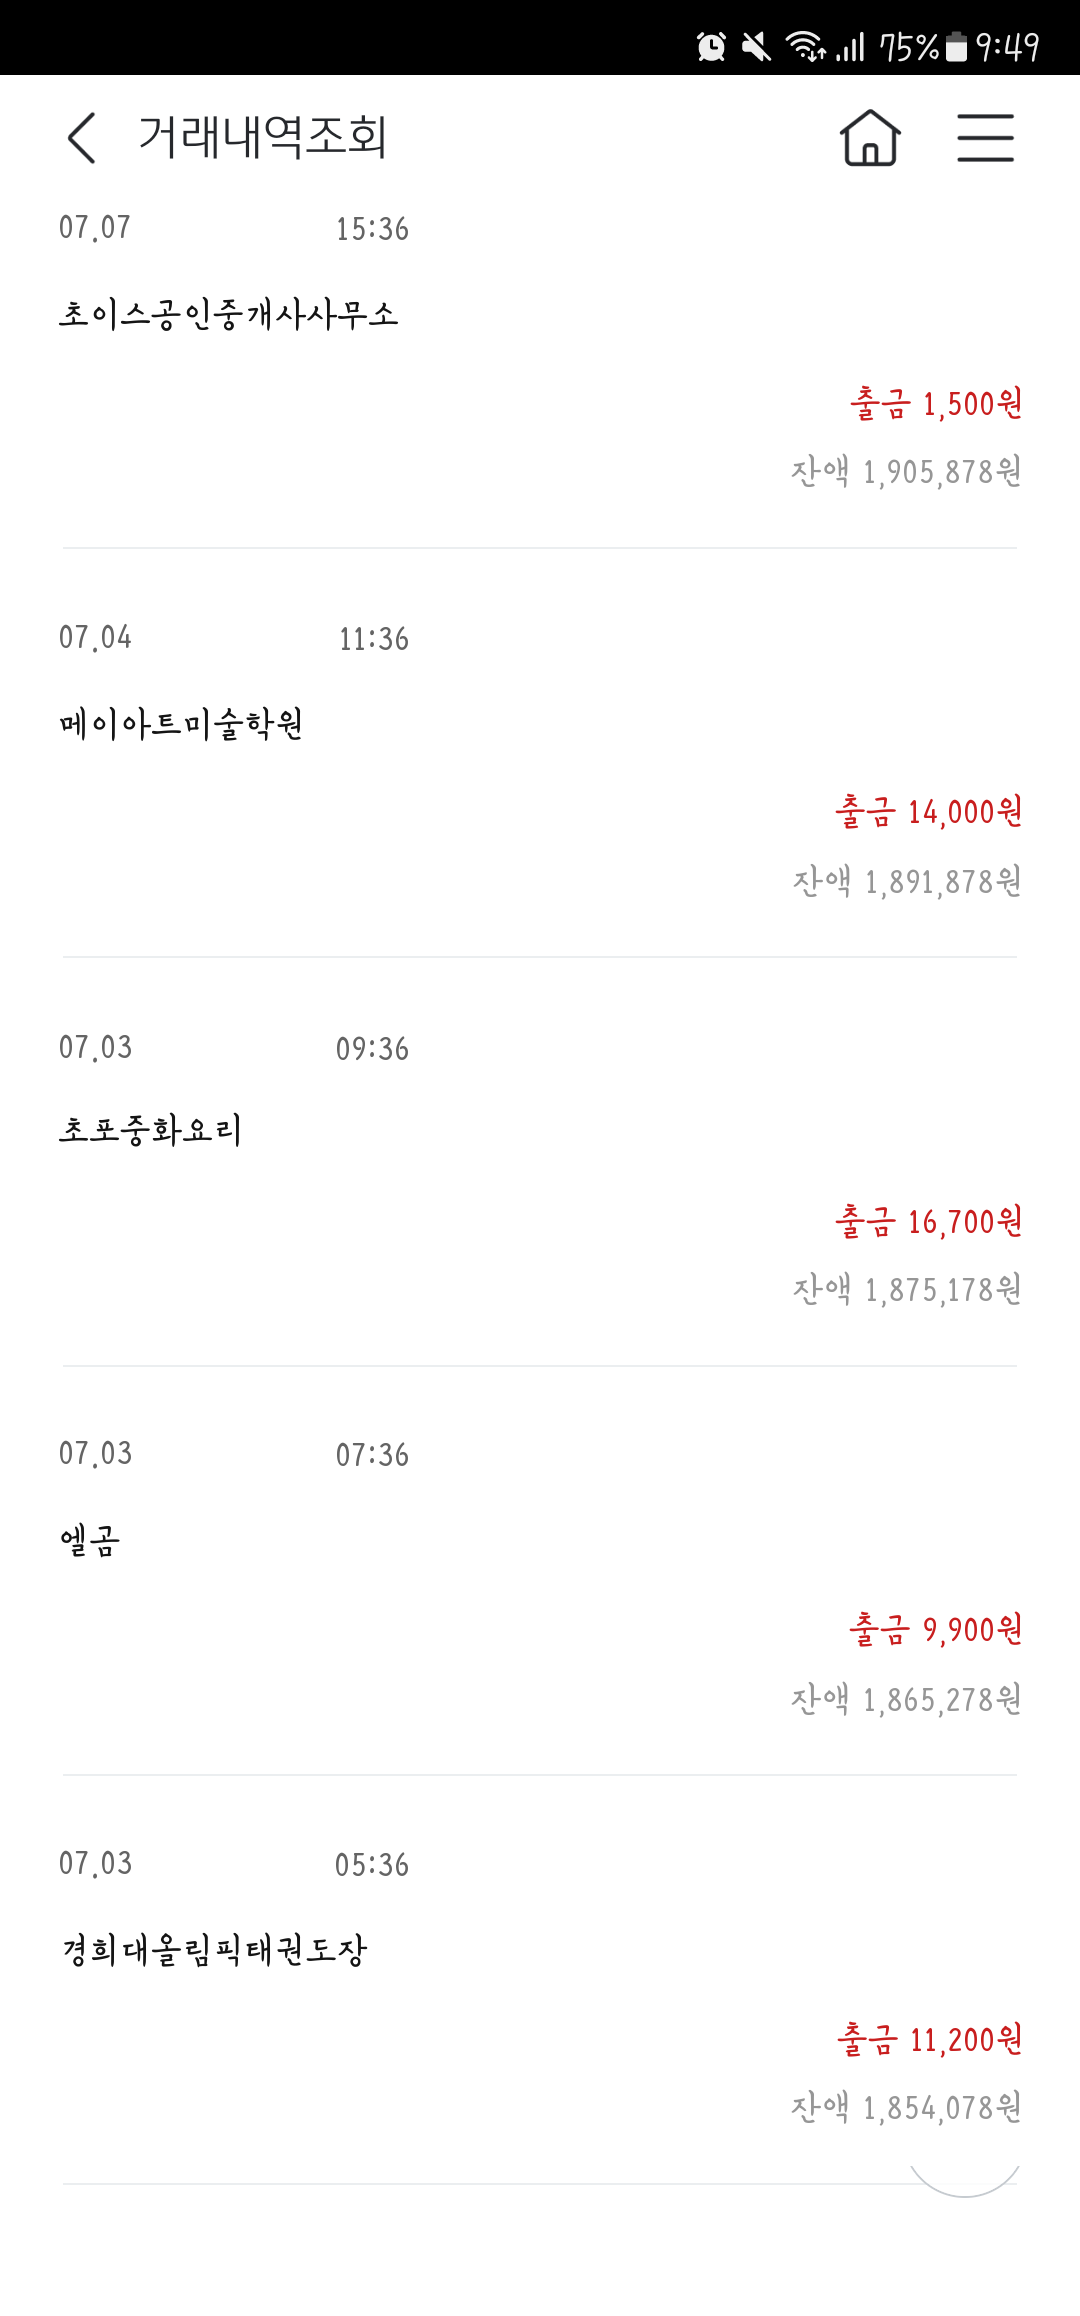 75% 9:49
거래내역조회
07.07 15:36
초이스공인중개사사무소
출금 1,500원
잔액 1,905,878원
07.04 11:36
메이아트미술학원
출금 14,000원
잔액 1,891,878원
07.03 09:36
초포중화요리
출금 16,700원
잔액 1,875,178원
07.03 07:36
엘곰
출금 9,900원
잔액 1,865,278원
07.03 05:36
경희대올림픽태권도장
출금 11,200원
잔액 1,854,078원